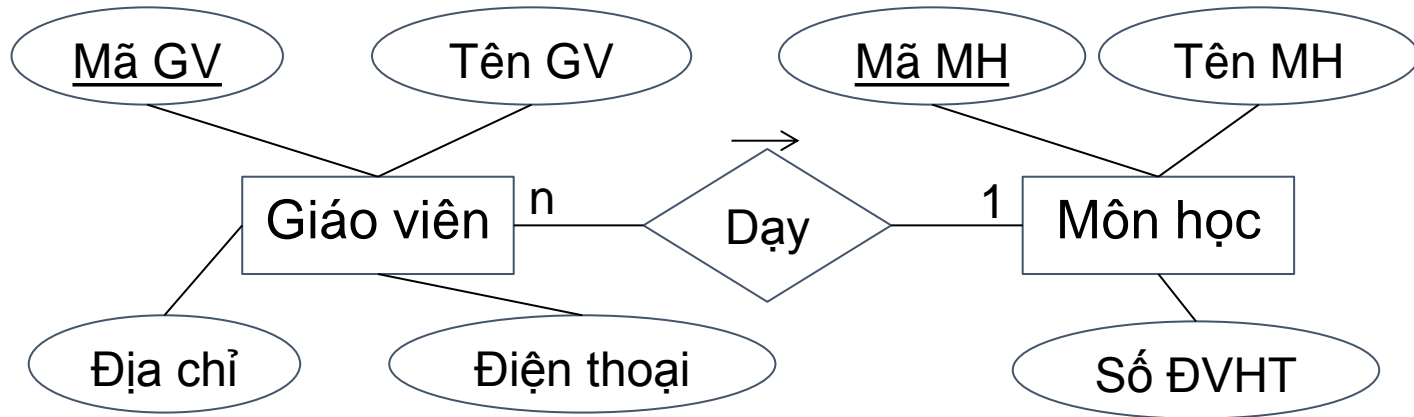 Mã GV
Tên GV
Mã MH
Tên MH
Giáo viên
n
Dạy
1
Môn học
Địa chỉ
Điện thoại
Số ĐVHT